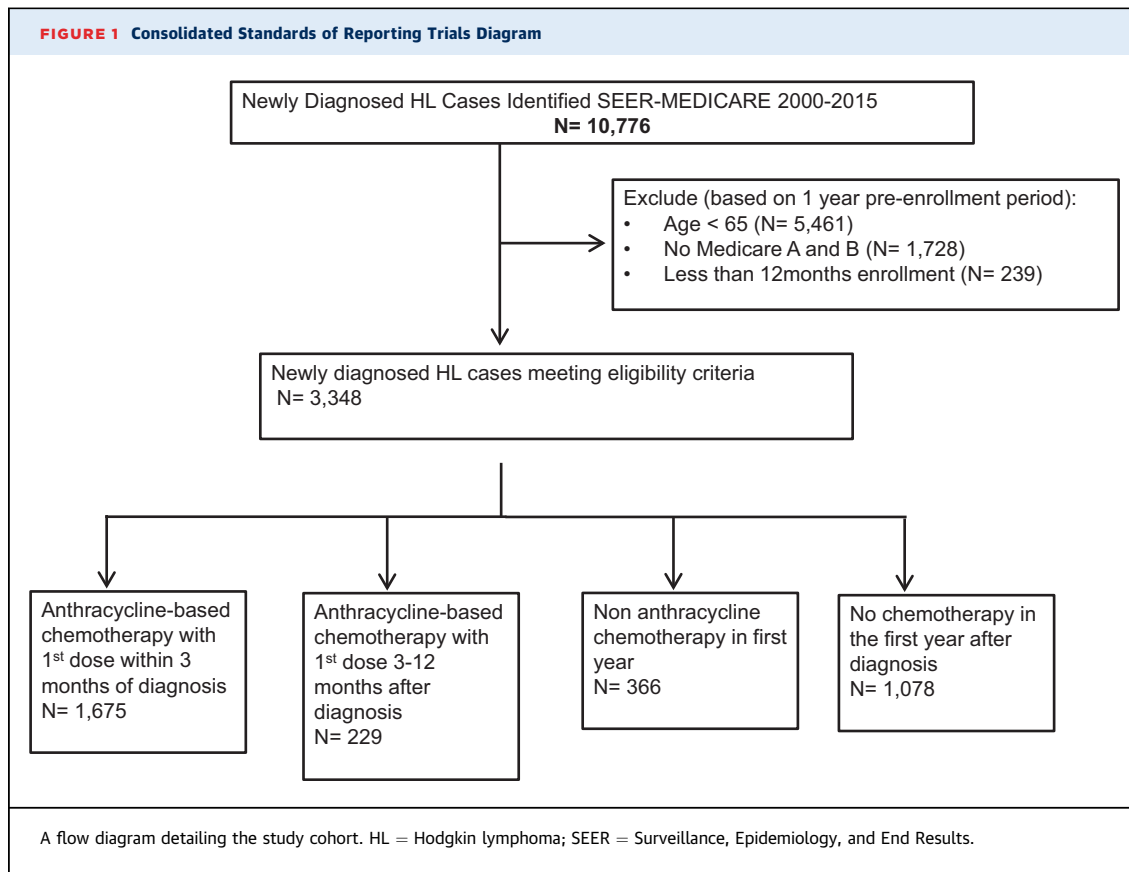 FIGURE 1 Consolidated Standards of Reporting Trials Diagram
Newly Diagnosed HL Cases Identified SEER-MEDICARE 2000-2015
N= 10,776
Exclude (based on 1 year pre-enrollment period):
• Age < 65 (N= 5,461)
• No Medicare A and B (N= 1,728)
• Less than 12months enrollment (N= 239)
Newly diagnosed HL cases meeting eligibility criteria
N= 3,348
Anthracycline-based
chemotherapy with
1st dose within 3
months of diagnosis
N= 1,675
Anthracycline-based
chemotherapy with
1st dose 3-12
months after
diagnosis
N= 229
Non anthracycline
chemotherapy in first
year
N= 366
No chemotherapy in
the first year after
diagnosis
N= 1,078
A flow diagram detailing the study cohort. HL = Hodgkin lymphoma; SEER = Surveillance, Epidemiology, and End Results.